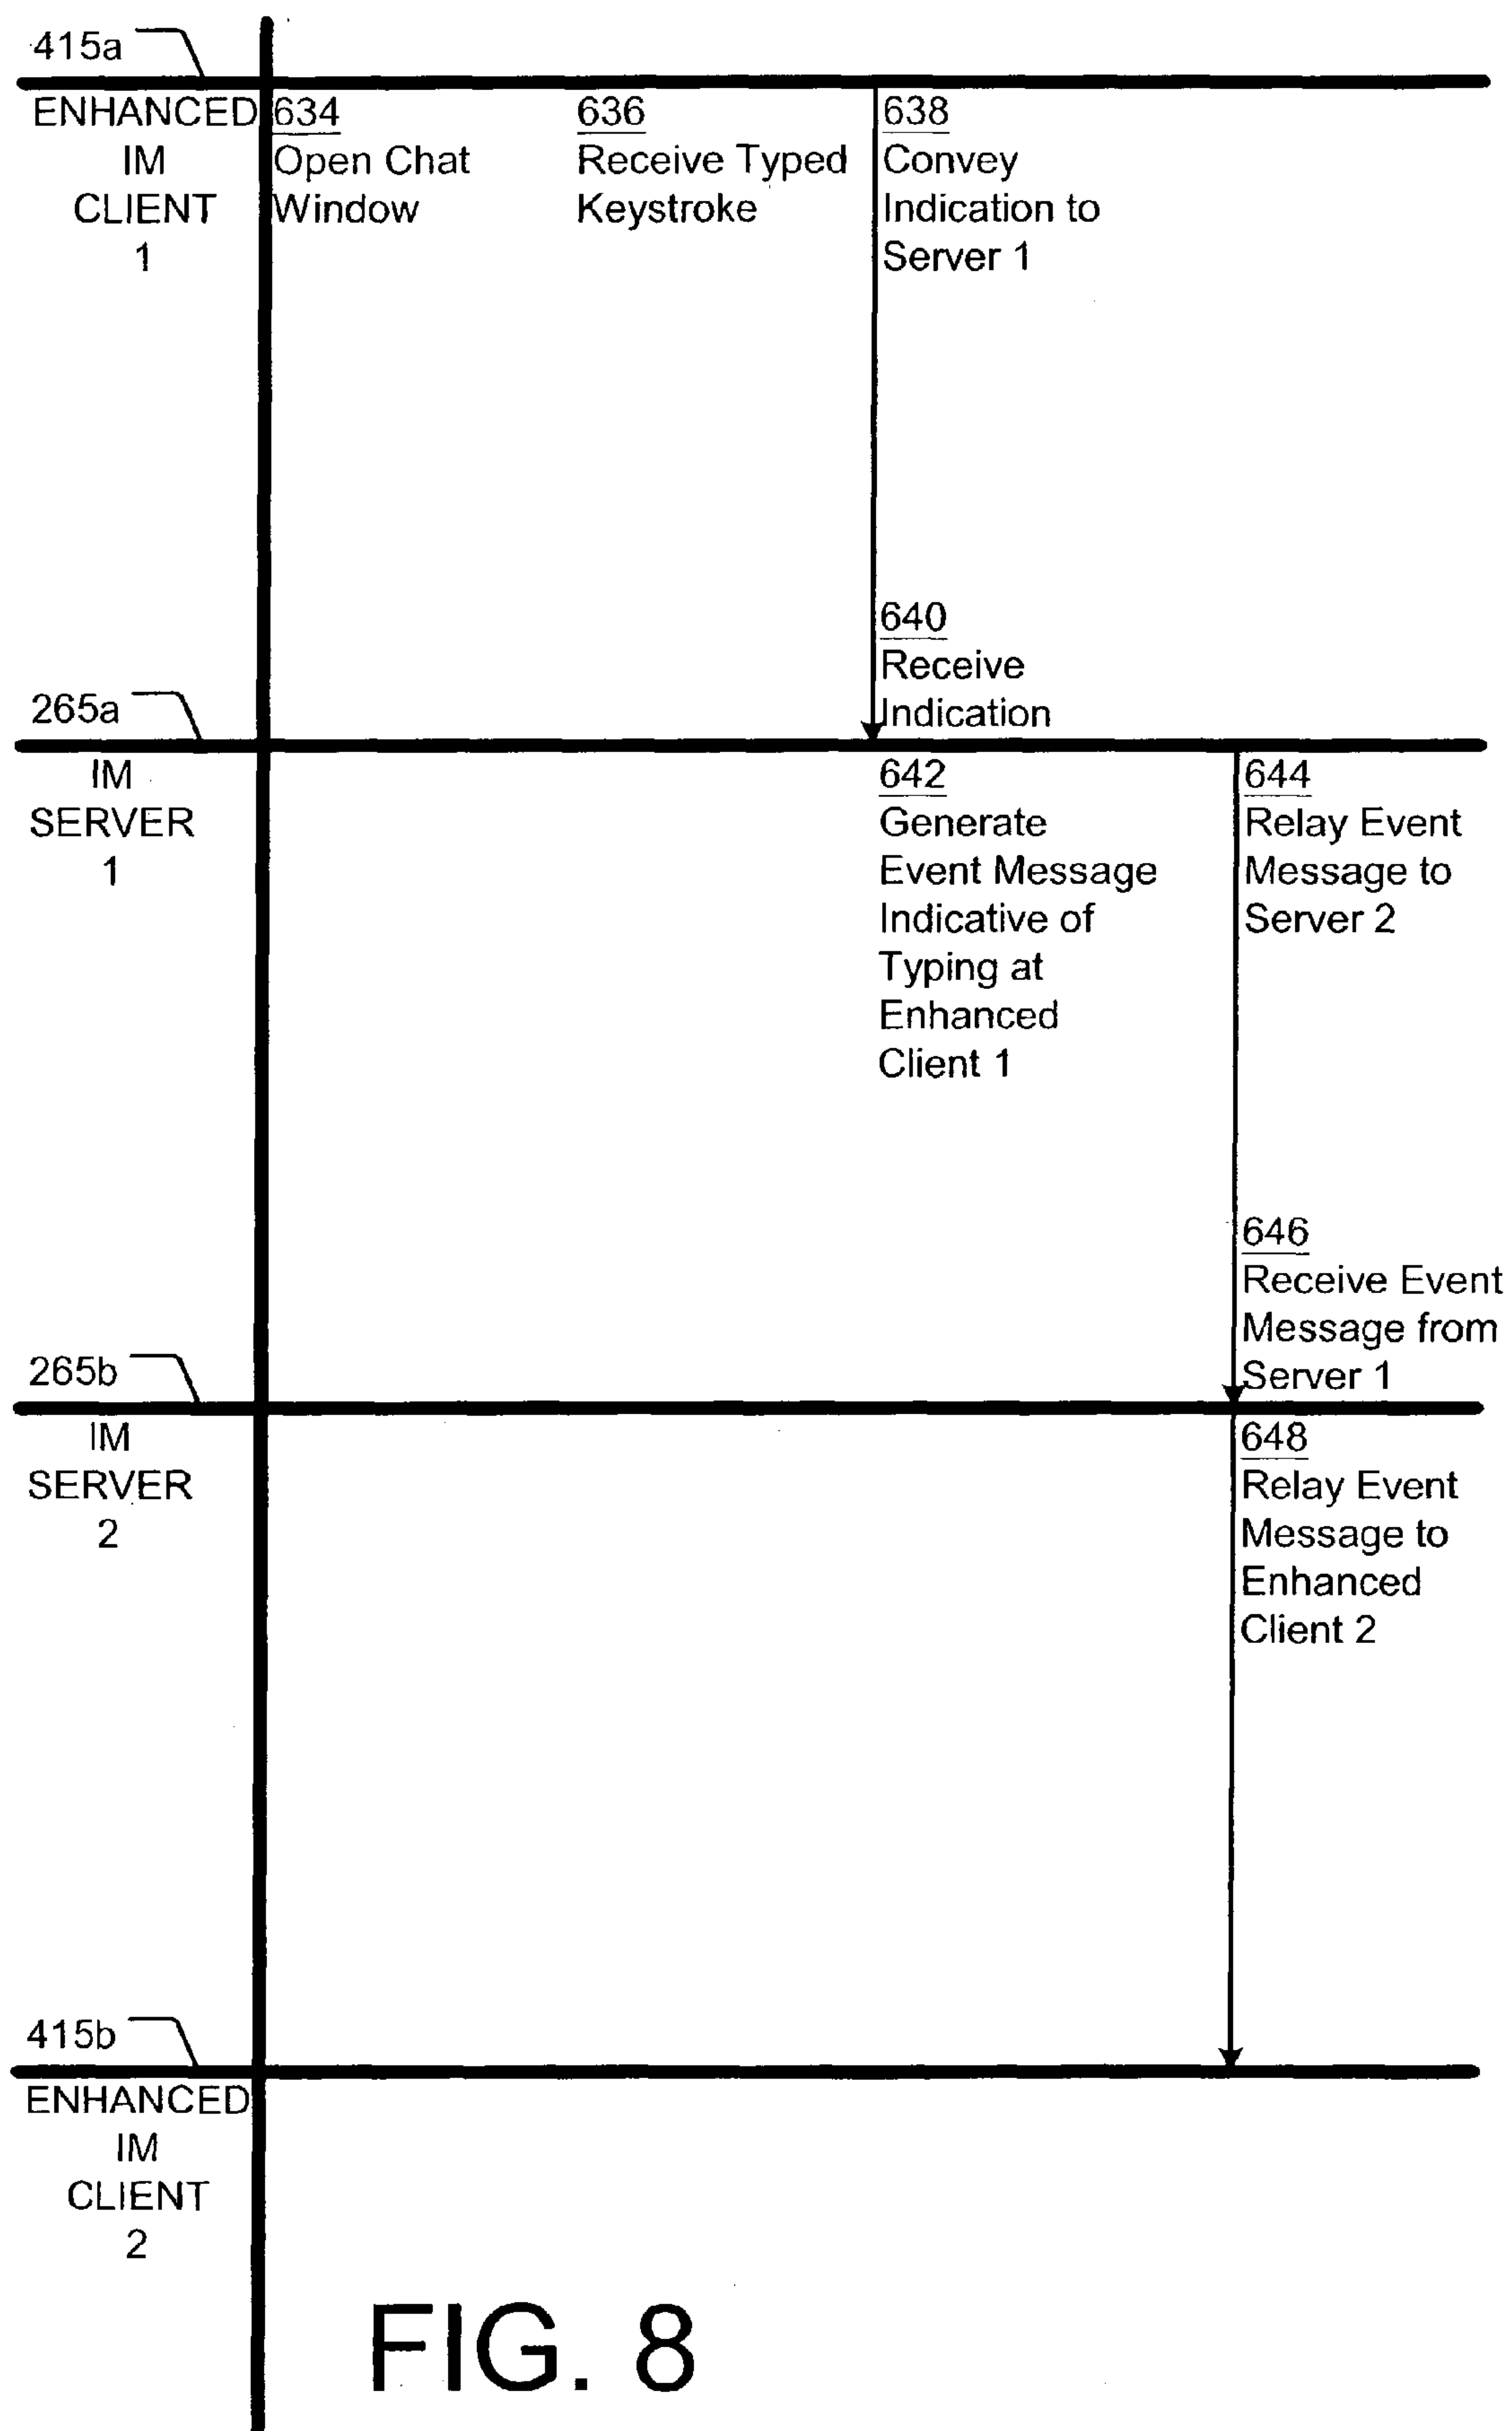 415a
ENHANCED
IM
CLIENT
1
634
Open Chat
Window
636
Receive Typed
Keystroke
638
Convey
Indication to
Server 1
640
Receive
Indication
265a
IM
SERVER
1
642
Generate
Event Message
Indicative of
Typing at
Enhanced
Client 1
644
Relay Event
Message to
Server 2
646
Receive Event
Message from
Server 1
265b
IM
SERVER
2
648
Relay Event
Message to
Enhanced
Client 2
415b
ENHANCED
IM
CLIENT
2
FIG. 8